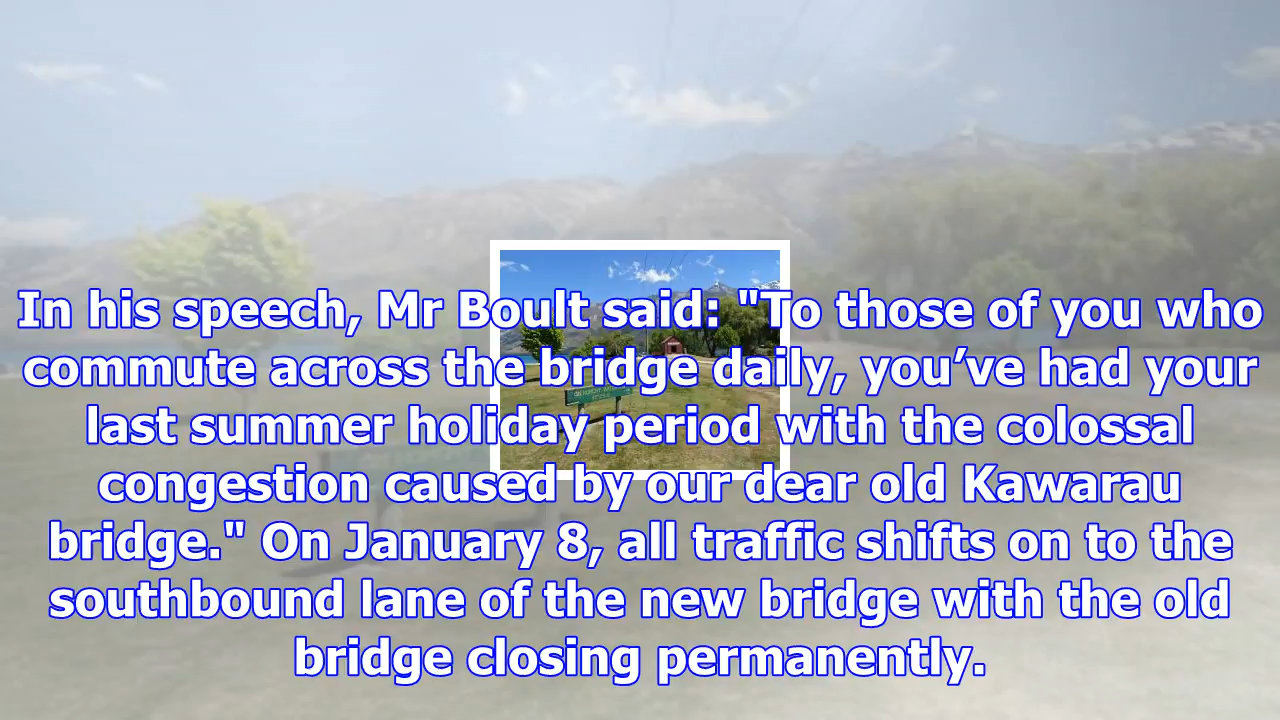 In his speech, Mr Boult said: "To those of you who
commute across the bridge daily, you’ve had your
last summer holiday period with the colossal
congestion caused by our dear old Kawarau
bridge." On January 8, all traffic shifts on to the
southbound lane of the new bridge with the old
bridge closing permanently.